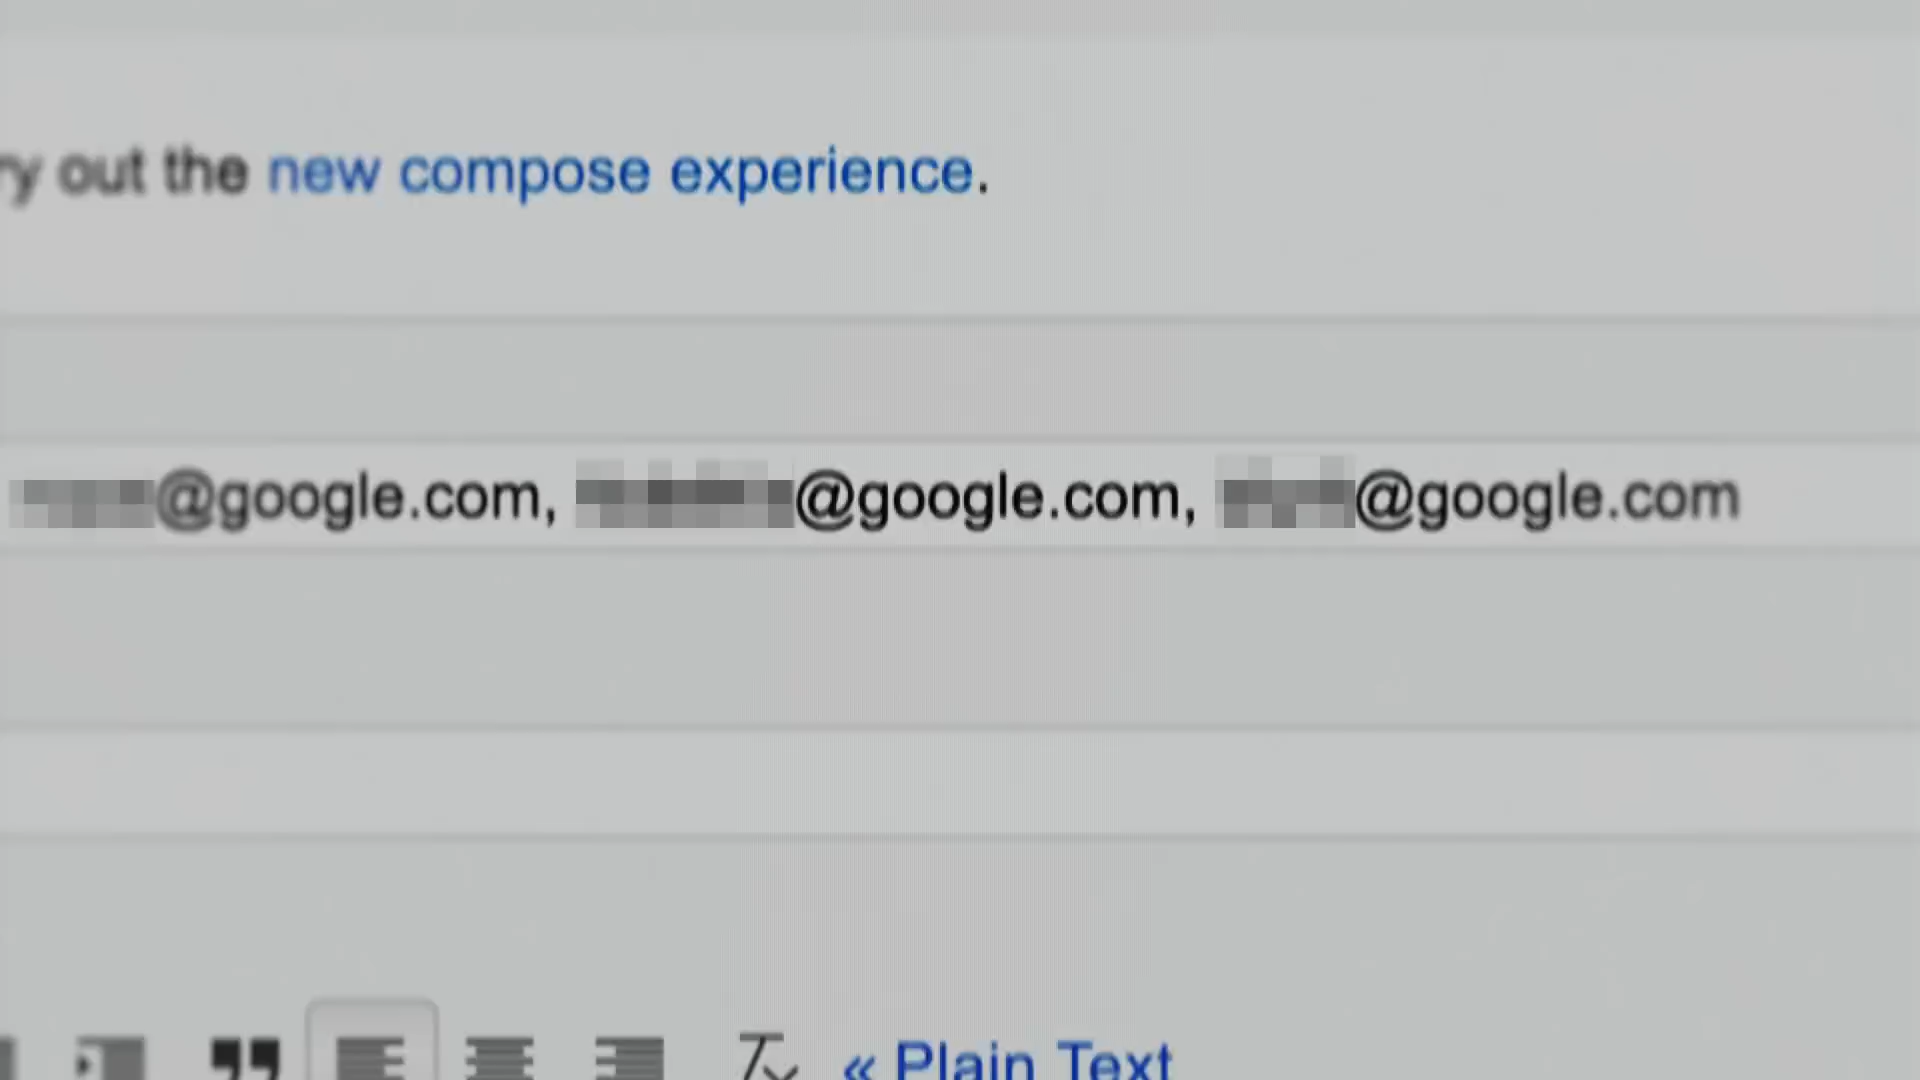 out the new compose experience.
@google.com, @google.com, @google.com
« Plain Text